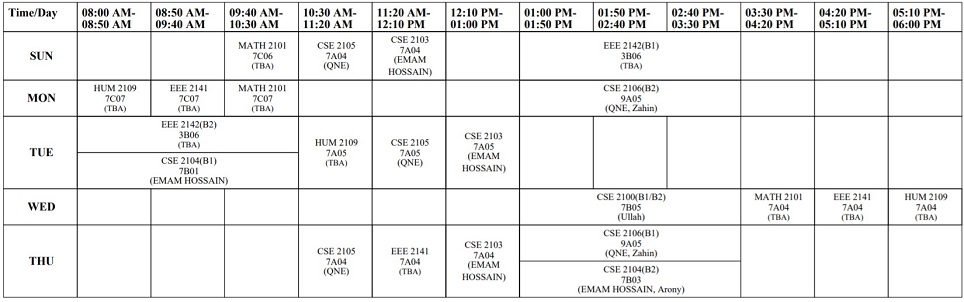 Time/Day
08:00 AM-
08:50 AM
08:50 AM-
09:40 AM
09:40 AM-
10:30 AM
10:30 AM-
11:20 AM
11:20 AM-
12:10 PM
12:10 PM-
01:00 PM
01:00 PM-
01:50 PM
01:50 PM-
02:40 PM
02:40 PM-
03:30 PM
03:30 PM-
04:20 PM
04:20 PM-
05:10 PM
05:10 PM-
06:00 PM
SUN
MATH 2101
7C06
(TBA)
CSE 2105
7A04
(QNE)
CSE 2103
7A04
(EMAM
HOSSAIN)
EEE 2142(B1)
3B06
(TBA)
MON
HUM 2109
7C07
(TBA)
EEE 2141
7C07
(TBA)
MATH 2101
7C07
(TBA)
CSE 2106(B2)
9A05
(QNE, Zahin)
TUE
EEE 2142(B2)
3B06
(TBA)
CSE 2104(B1)
7B01
(EMAM HOSSAIN)
HUM 2109
7A05
(TBA)
CSE 2105
7A05
(QNE)
CSE 2103
7A05
(EMAM
HOSSAIN)
WED
CSE 2100(B1/B2)
7B05
(Ullah)
MATH 2101
7A04
(TBA)
EEE 2141
7A04
(TBA)
HUM 2109
7A04
(TBA)
THU
CSE 2105
7A04
(QNE)
EEE 2141
7A04
(TBA)
CSE 2103
7A04
(EMAM
HOSSAIN)
CSE 2106(B1)
9A05
(QNE, Zahin)
CSE 2104(B2)
7B03
(EMAM HOSSAIN, Arony)